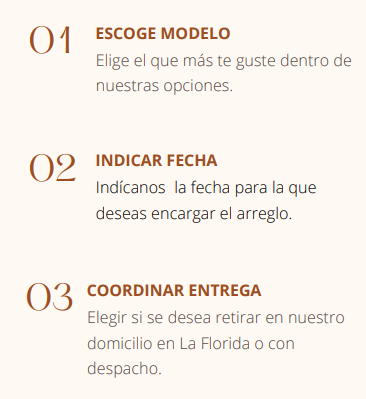 01 ESCOGE MODELO
Elige el que más te guste dentro de
nuestras opciones.
02 INDICAR FECHA
Indícanos  la fecha para la que
deseas encargar el arreglo.
03 COORDINAR ENTREGA
Elegir si se desea retirar en nuestro
domicilio en La Florida o con
despacho.